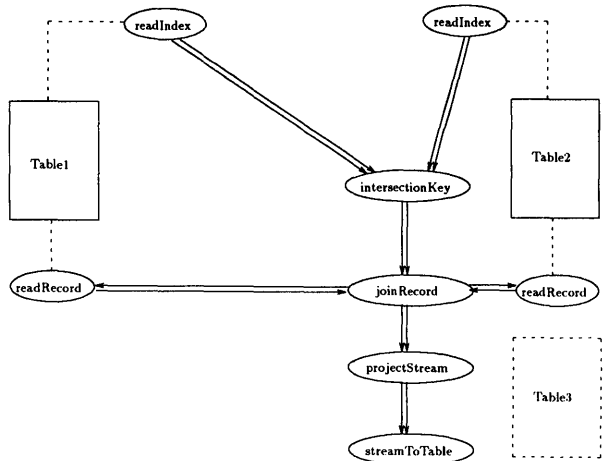 readIndex
readIndex
Table1
Table2
intersectionKey
readRecord
joinRecord
readRecord
projectStream
Table3
streamToTable